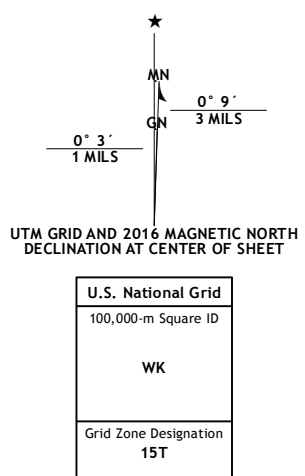 ★
MN
0° 9´
3 MILS
GN
0° 3´
1 MILS
UTM GRID AND 2016 MAGNETIC NORTH
DECLINATION AT CENTER OF SHEET
U.S. National Grid
100,000-m Square ID
WK
Grid Zone Designation
15T